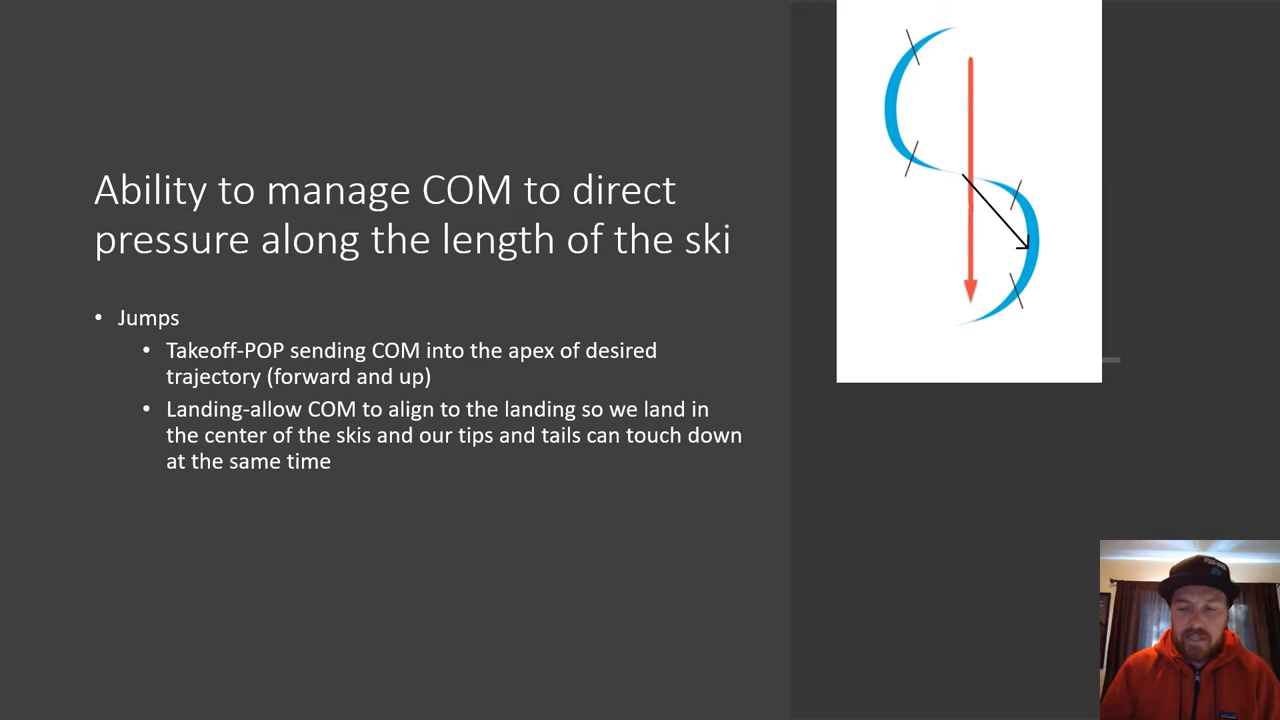 Ability to manage COM to direct
pressure along the length of the ski
• Jumps
• Takeoff-POP sending COM into the apex of desired
trajectory (forward and up)
• Landing-allow COM to align to the landing so we land in
the center of the skis and our tips and tails can touch down
at the same time